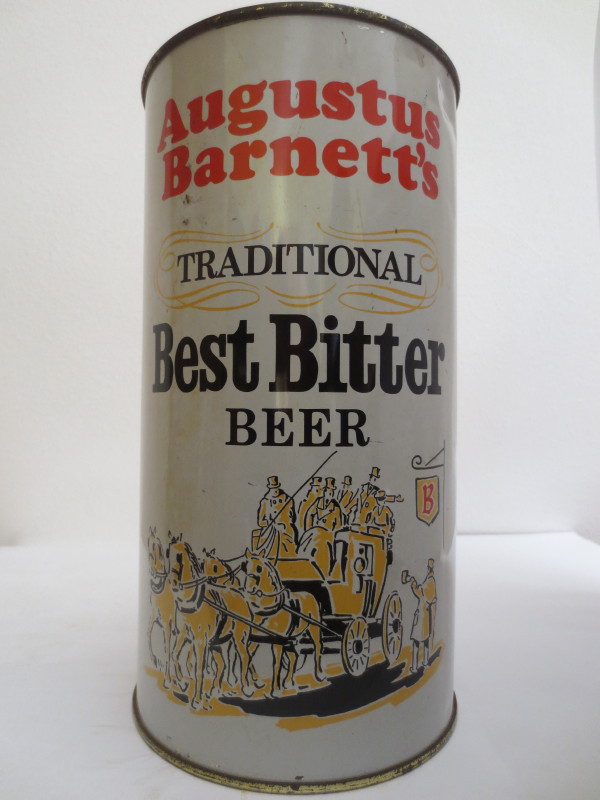 Augustus
Barnett's
TRADITIONAL
Best Bitter
BEER
B